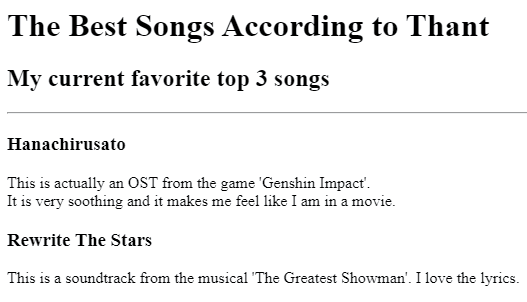 The Best Songs According to Thant
My current favorite top 3 songs
Hanachirusato
This is actually an OST from the game 'Genshin Impact'.
It is very soothing and it makes me feel like I am in a movie.
Rewrite The Stars
This is a soundtrack from the musical 'The Greatest Showman'. I love the lyrics.